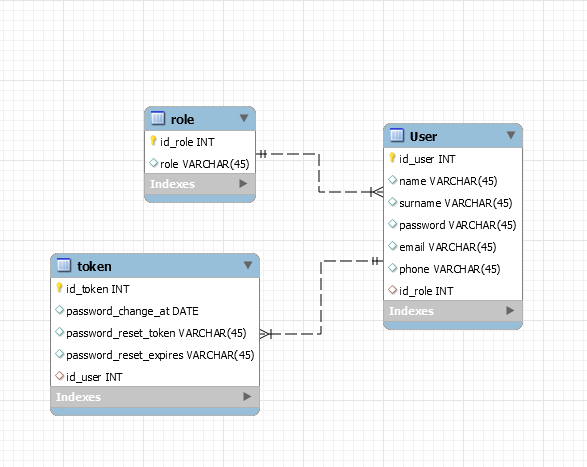 role
id_role INT
role VARCHAR(45)
Indexes
User
id_user INT
name VARCHAR(45)
surname VARCHAR(45)
password VARCHAR(45)
email VARCHAR(45)
phone VARCHAR(45)
id_role INT
Indexes
token
id_token INT
password_change_at DATE
password_reset_token VARCHAR(45)
password_reset_expires VARCHAR(45)
id_user INT
Indexes